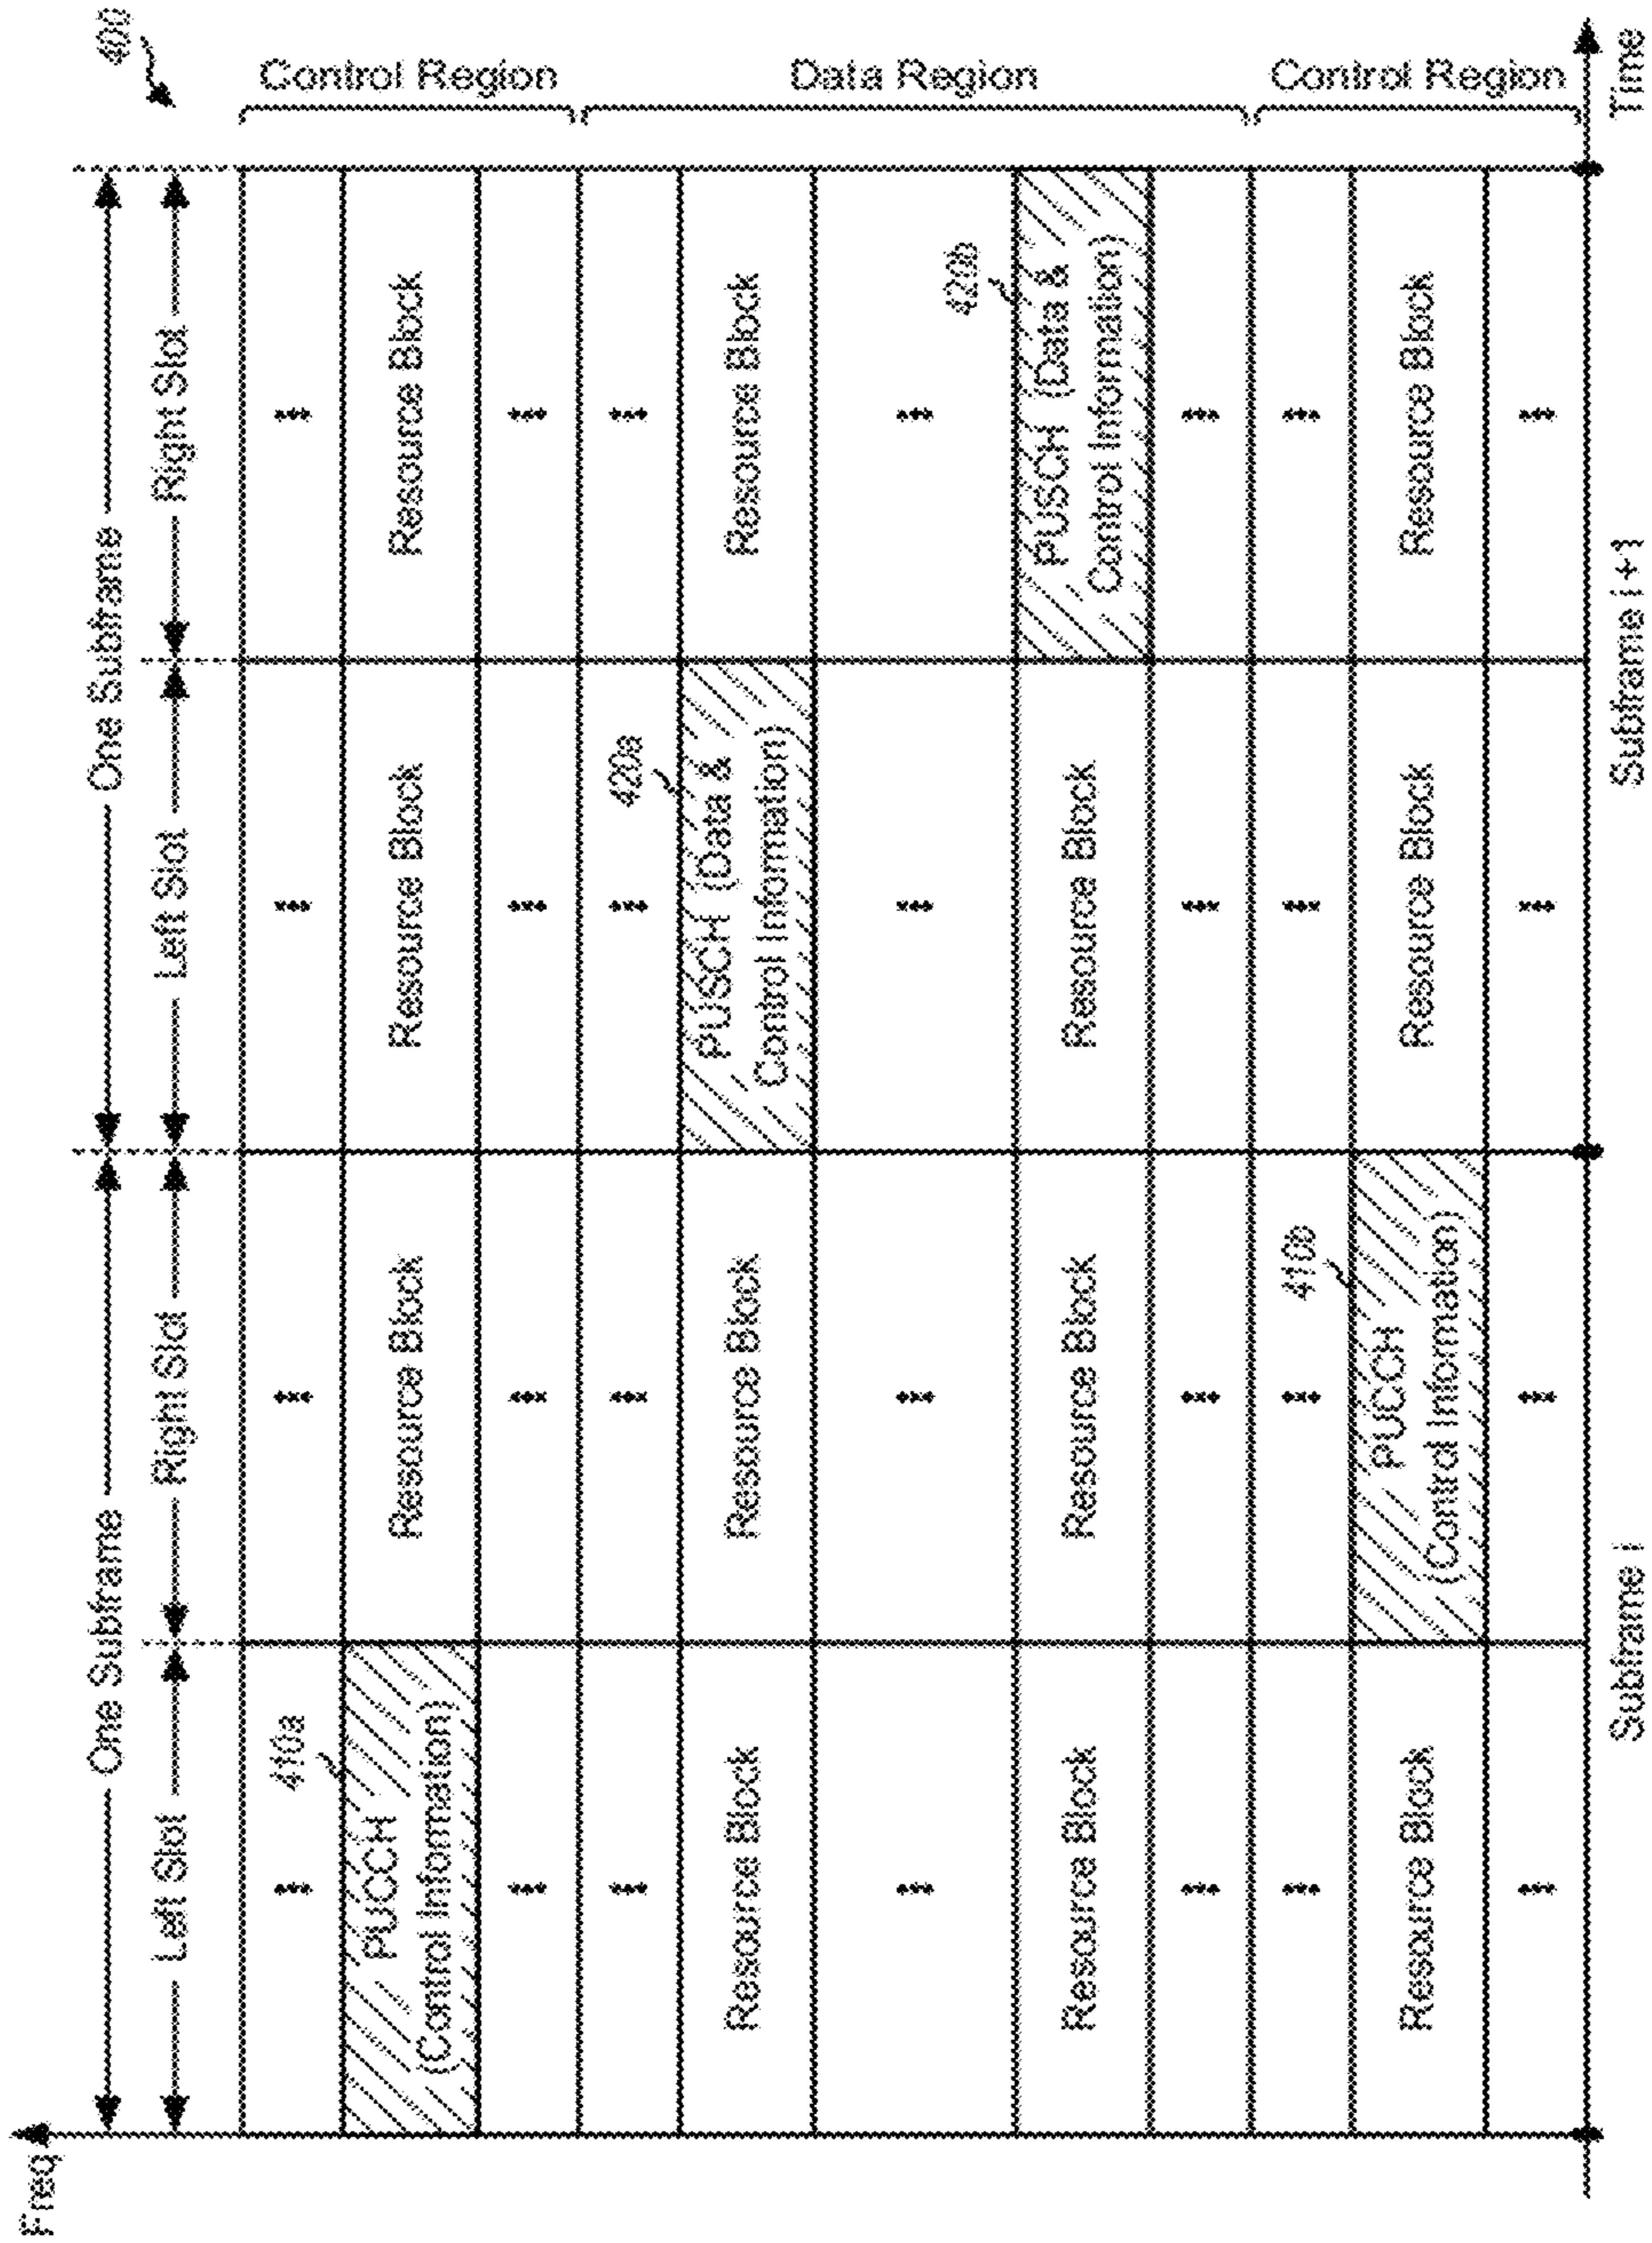 400
One Subframe
One Subframe
Left Slot
Right Slot
Left Slot
Right Slot
Freq
⋮
⋮
⋮
⋮
Control Region
410a
PUCCH
(Control Information)
Resource Block
Resource Block
Resource Block
⋮
⋮
⋮
⋮
⋮
⋮
⋮
⋮
Data Region
Resource Block
Resource Block
420a
PUSCH (Data &
Control Information)
Resource Block
⋮
⋮
⋮
⋮
Resource Block
Resource Block
Resource Block
420b
PUSCH (Data &
Control Information)
⋮
⋮
⋮
⋮
⋮
⋮
⋮
⋮
Control Region
Resource Block
410b
PUCCH
(Control Information)
Resource Block
Resource Block
⋮
⋮
⋮
⋮
Subframe i
Subframe i + 1
Time